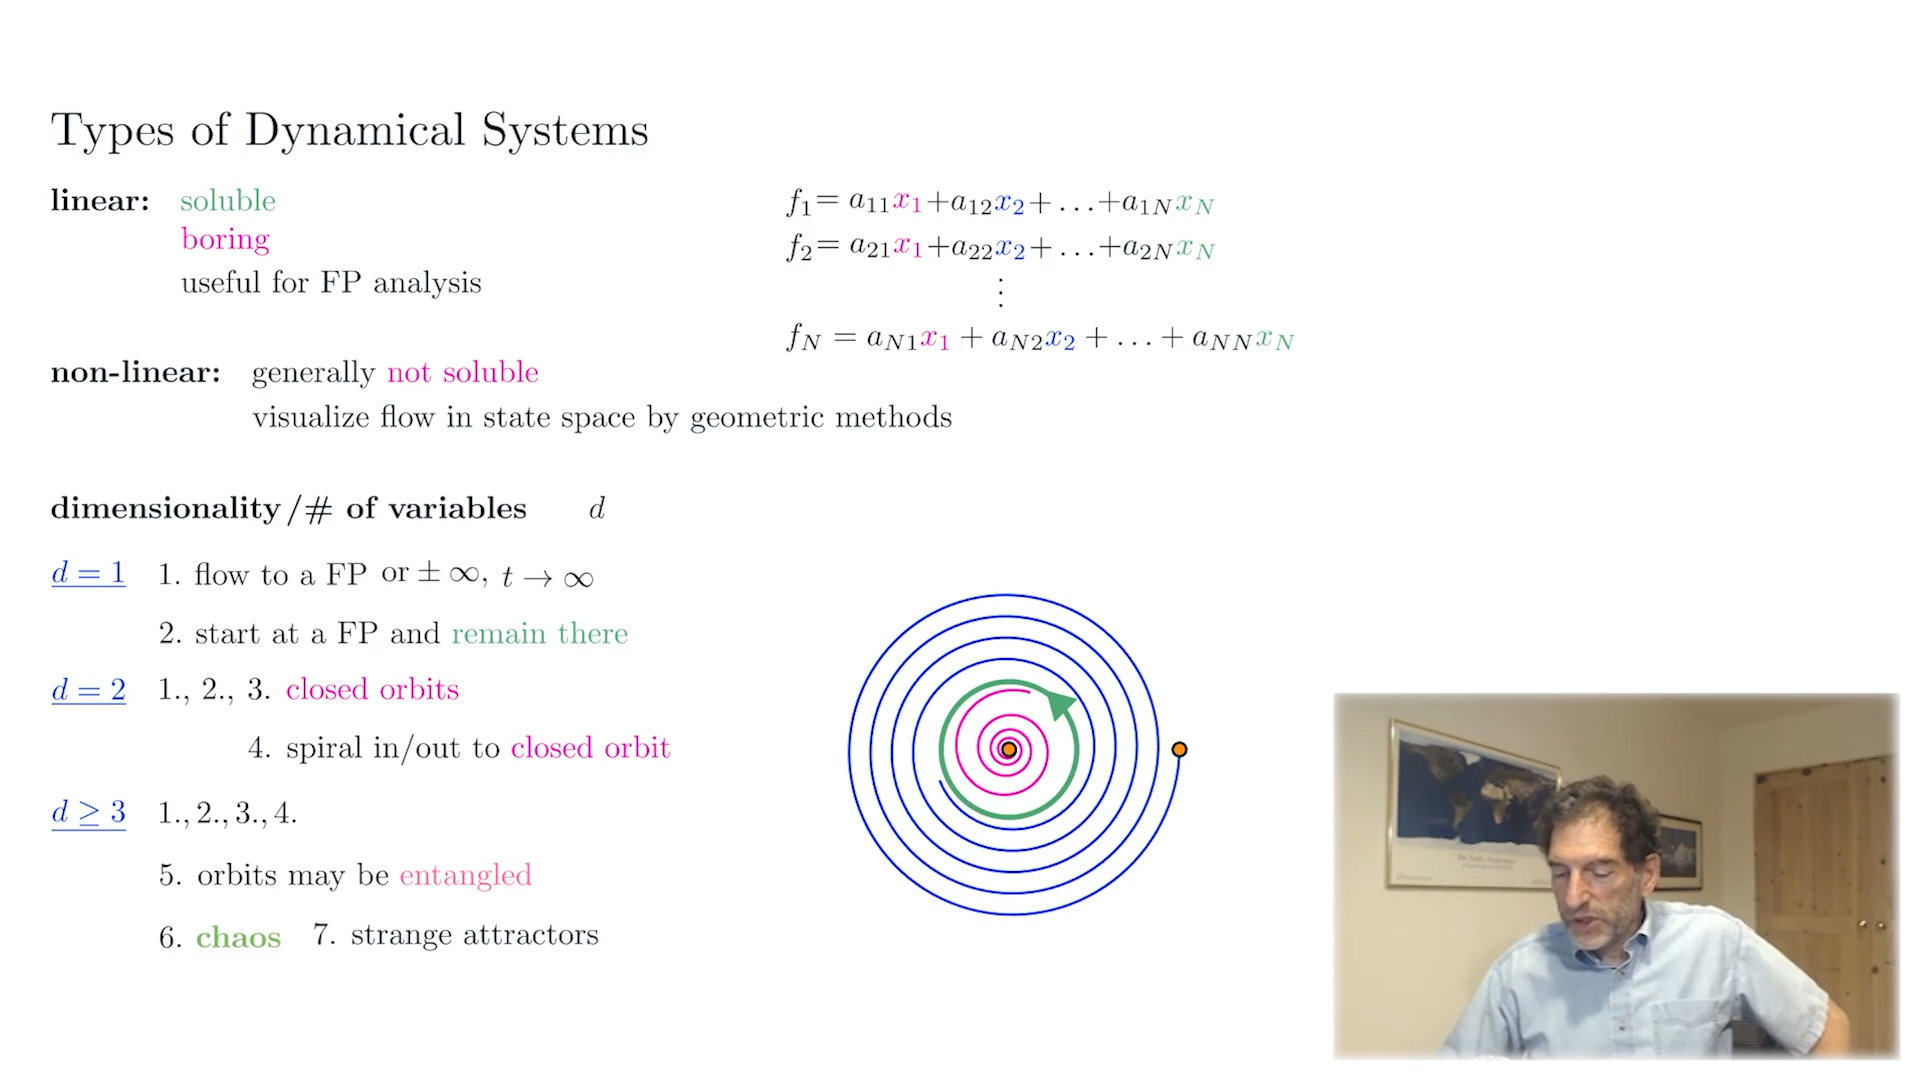 Types of Dynamical Systems
linear: soluble
boring
useful for FP analysis
f₁= a₁₁x₁+a₁₂x₂+...+a₁NxN
f₂= a₂₁x₁+a₂₂x₂+...+a₂NxN
⋮
fN = aN1x₁ + aN2x₂ + ... + aNNxN
non-linear: generally not soluble
visualize flow in state space by geometric methods
dimensionality/# of variables d
d = 1 1. flow to a FP or ± ∞, t → ∞
2. start at a FP and remain there
d = 2 1., 2., 3. closed orbits
4. spiral in/out to closed orbit
d ≥ 3 1., 2., 3., 4.
5. orbits may be entangled
6. chaos 7. strange attractors